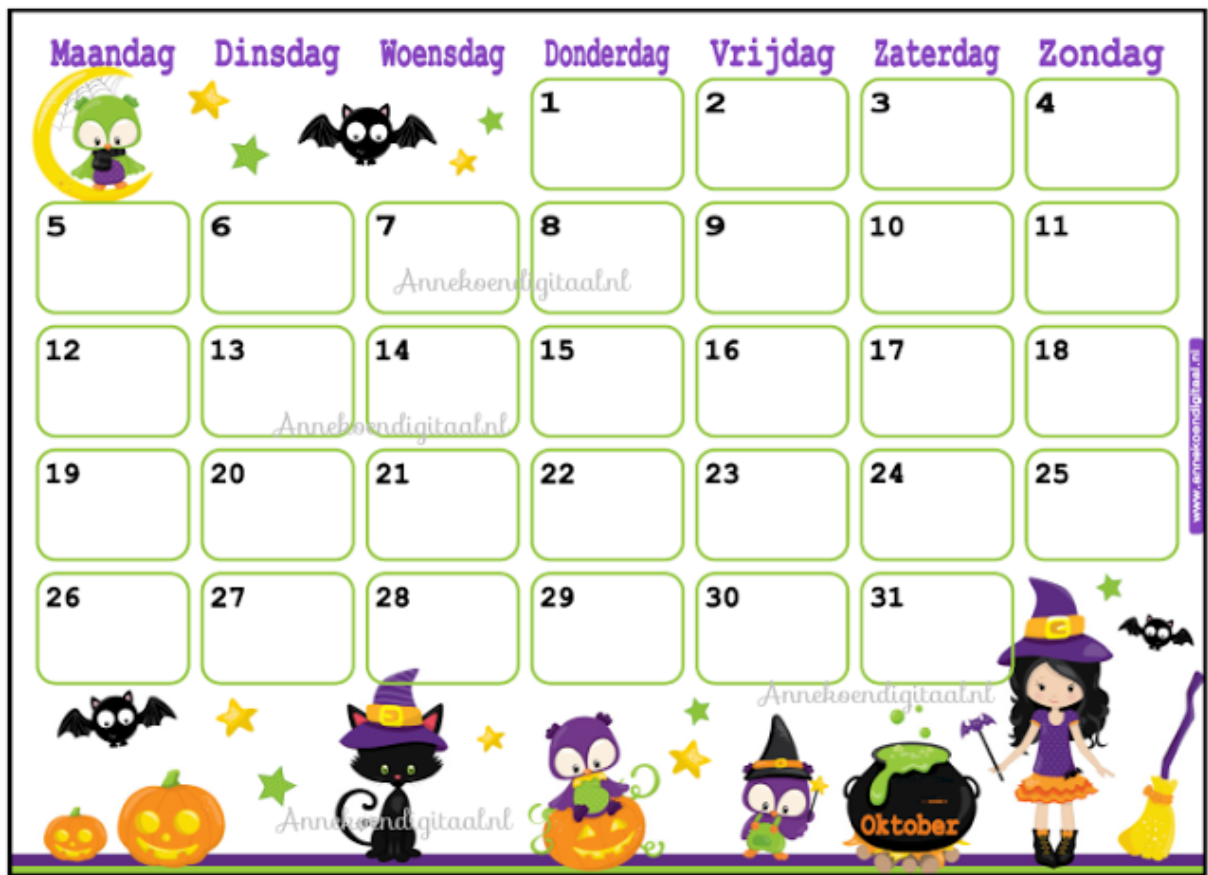 Maandag Dinsdag Woensdag Donderdag Vrijdag Zaterdag Zondag
1 2 3 4
5 6 7 8 9 10 11
Annekoendigitaal.nl
12 13 14 15 16 17 18
Annekoendigitaal.nl
www.annekoendigitaal.nl
19 20 21 22 23 24 25
26 27 28 29 30 31
Annekoendigitaal.nl
Annekoendigitaal.nl
Oktober